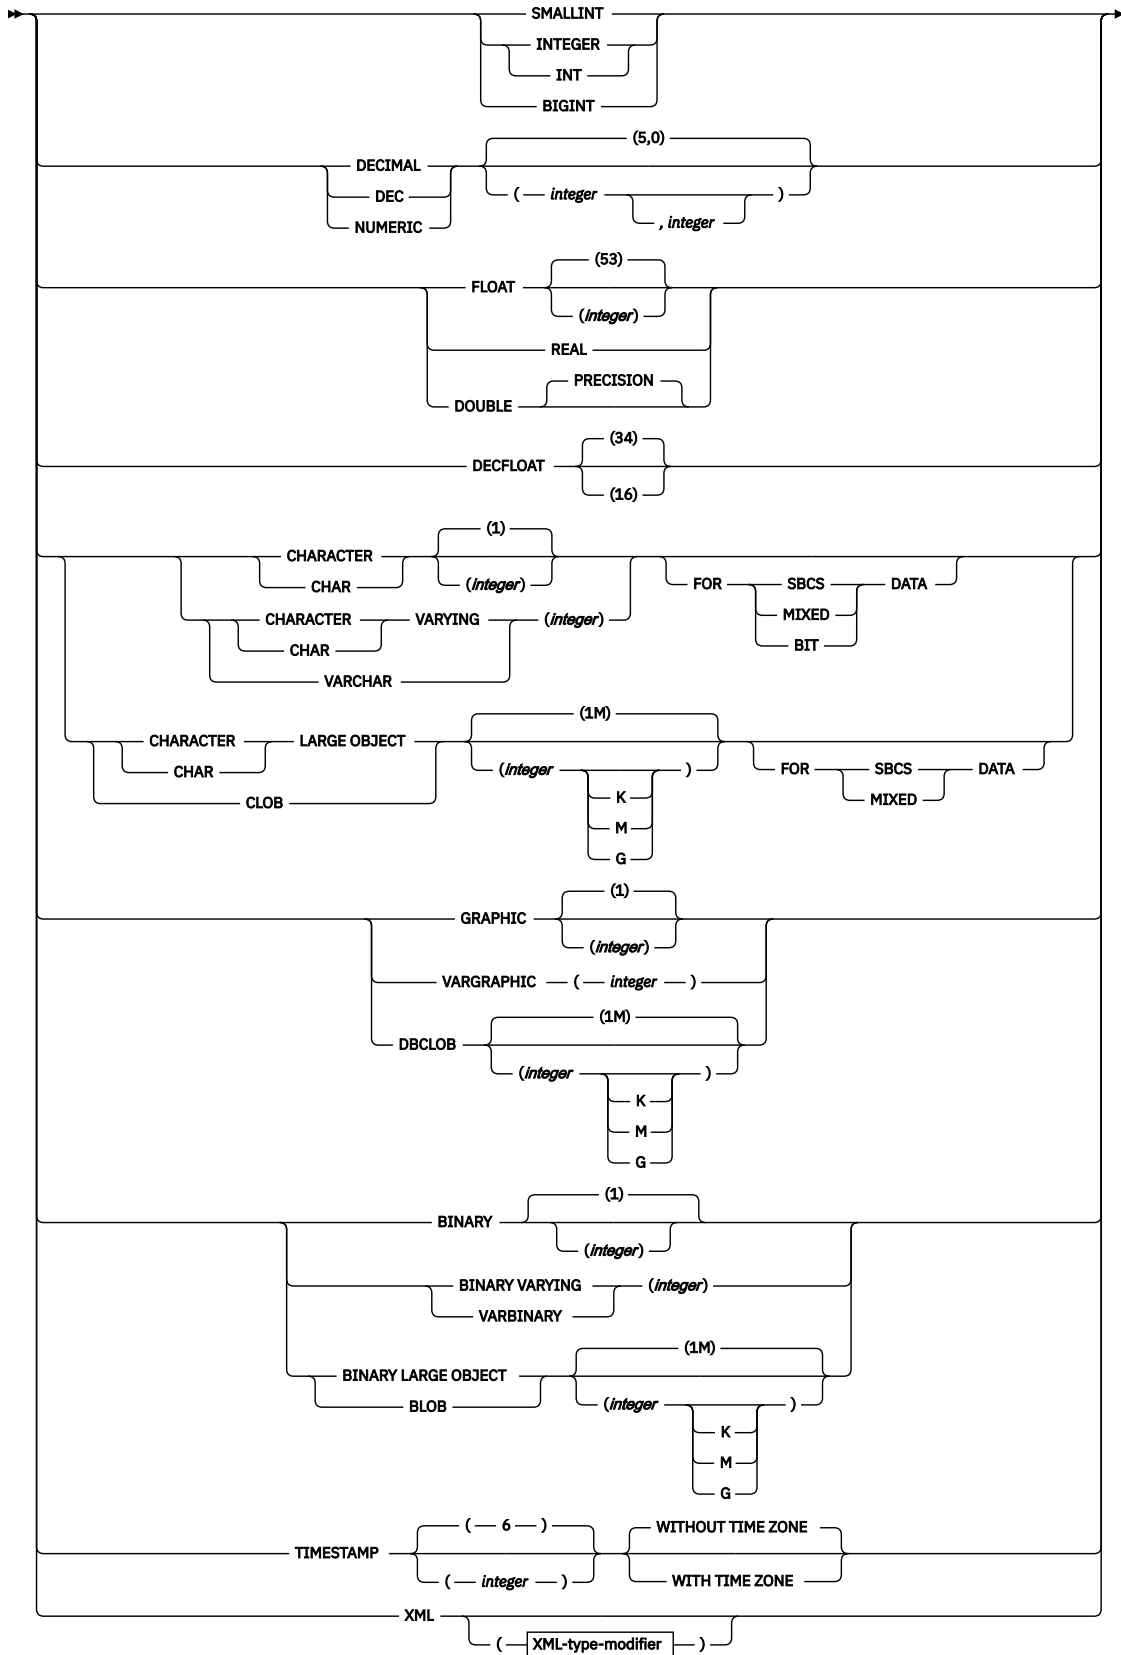 SMALLINT
INTEGER
INT
BIGINT
(5,0)
DECIMAL
( integer )
DEC
, integer
NUMERIC
(53)
FLOAT
(integer)
REAL
PRECISION
DOUBLE
(34)
DECFLOAT
(16)
(1)
CHARACTER
CHAR (integer) FOR SBCS DATA
CHARACTER VARYING (integer) MIXED
CHAR BIT
VARCHAR
(1M)
CHARACTER LARGE OBJECT
CHAR (integer ) FOR SBCS DATA
CLOB K MIXED
M
G
(1)
GRAPHIC
(integer)
VARGRAPHIC ( integer )
(1M)
DBCLOB
(integer )
K
M
G
(1)
BINARY
(integer)
BINARY VARYING (integer)
VARBINARY
(1M)
BINARY LARGE OBJECT
BLOB (integer )
K
M
G
( 6 ) WITHOUT TIME ZONE
TIMESTAMP
( integer ) WITH TIME ZONE
XML
( XML-type-modifier )